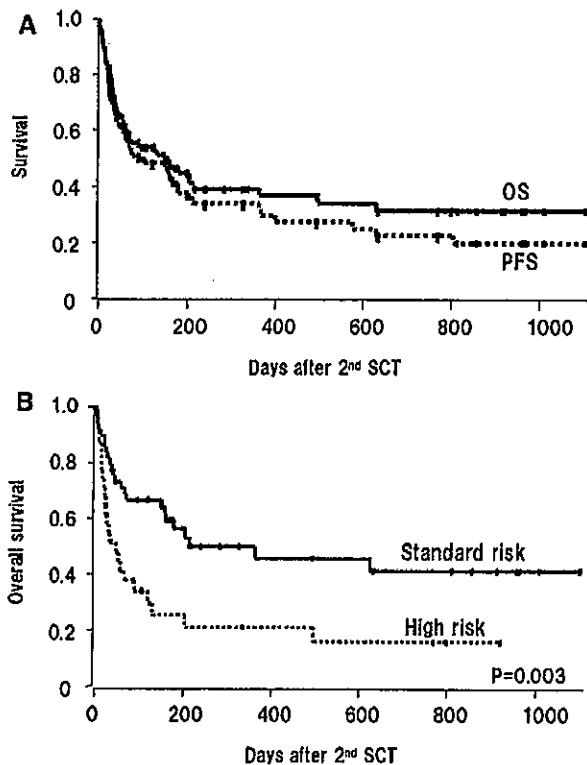 A
1.0
0.8
0.6
0.4
0.2
0
Survival
OS
PFS
0 200 400 600 800 1000
Days after 2nd SCT
B
1.0
0.8
0.6
0.4
0.2
0
Overall survival
Standard risk
High risk
P=0.003
0 200 400 600 800 1000
Days after 2nd SCT